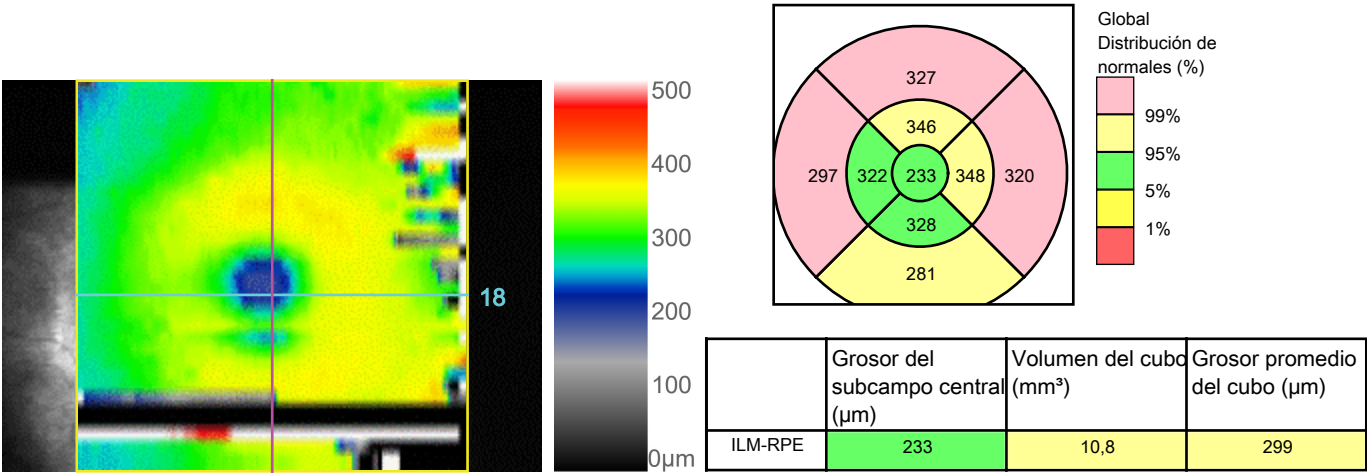 18
500
400
300
200
100
0µm
327
346
297
322
233
348
320
328
281
Global
Distribución de
normales (%)
99%
95%
5%
1%
Grosor del
subcampo central
(µm)
Volumen del cubo
(mm³)
Grosor promedio
del cubo (µm)
ILM-RPE
233
10,8
299